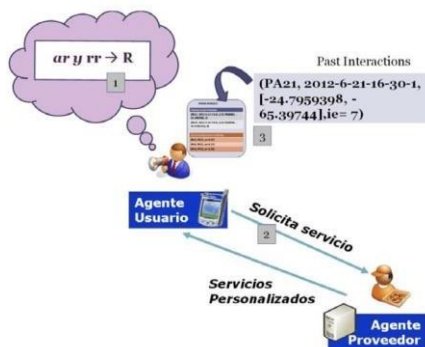 ar y rr → R
1
Past Interactions
(PA21, 2012-6-21-16-30-1,
[-24.7959398, -
65.39744],ie= 7)
3
Agente
Usuario
Solicita servicio
2
Servicios
Personalizados
Agente
Proveedor